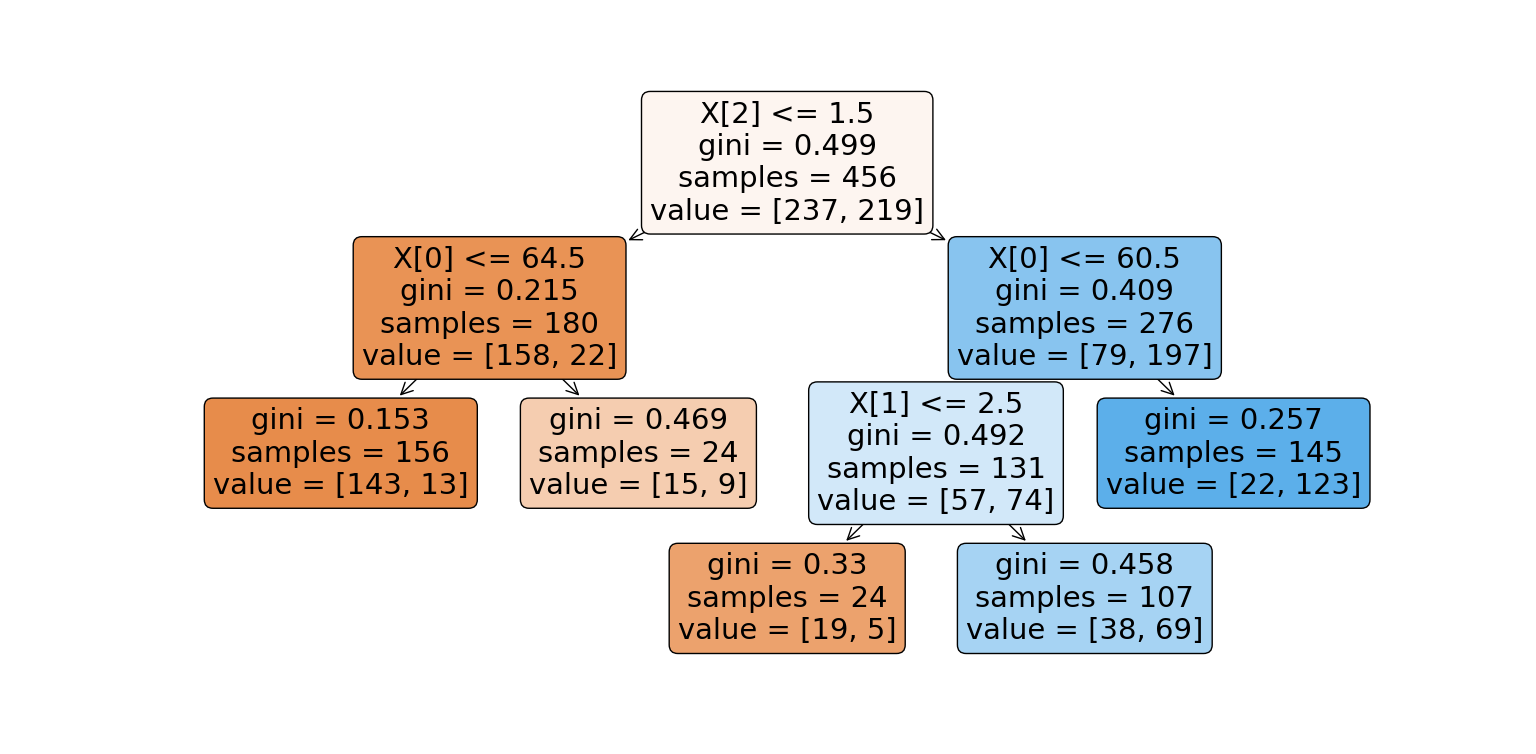 X[2] <= 1.5
gini = 0.499
samples = 456
value = [237, 219]
X[0] <= 64.5
gini = 0.215
samples = 180
value = [158, 22]
X[0] <= 60.5
gini = 0.409
samples = 276
value = [79, 197]
gini = 0.153
samples = 156
value = [143, 13]
gini = 0.469
samples = 24
value = [15, 9]
X[1] <= 2.5
gini = 0.492
samples = 131
value = [57, 74]
gini = 0.257
samples = 145
value = [22, 123]
gini = 0.33
samples = 24
value = [19, 5]
gini = 0.458
samples = 107
value = [38, 69]